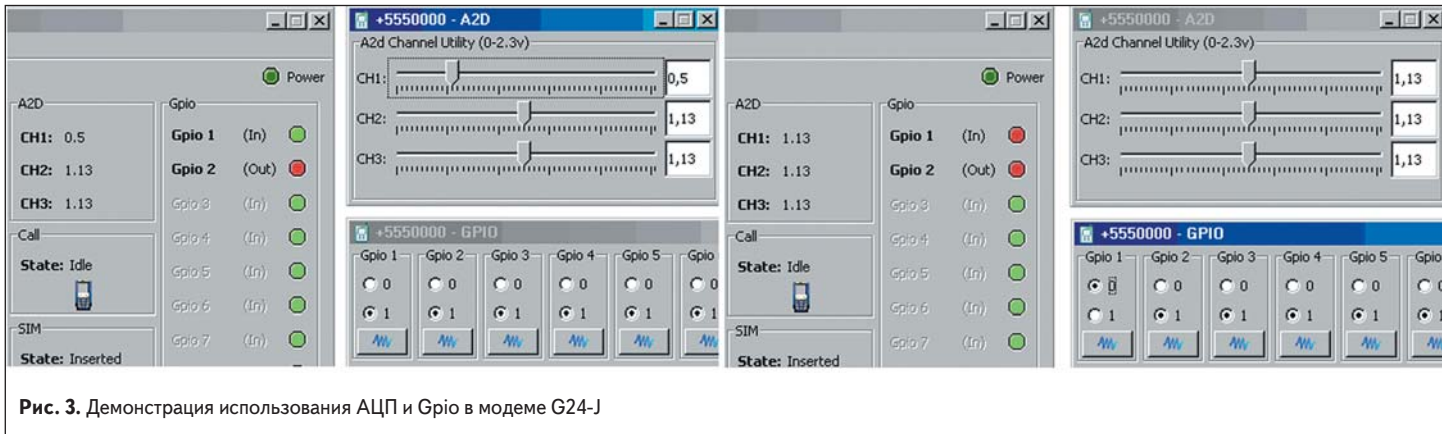 Power
A2D
CH1: 0.5
CH2: 1.13
CH3: 1.13
Call
State: Idle
SIM
State: Inserted
Gpio
Gpio 1 (In)
Gpio 2 (Out)
Gpio 3 (In)
Gpio 4 (In)
Gpio 5 (In)
Gpio 6 (In)
Gpio 7 (In)
+5550000 - A2D
A2d Channel Utility (0-2.3v)
CH1: 0,5
CH2: 1,13
CH3: 1,13
+5550000 - GPIO
Gpio 1 Gpio 2 Gpio 3 Gpio 4 Gpio 5 Gpio
0 0 0 0 0 0
1 1 1 1 1 1
Power
A2D
CH1: 1.13
CH2: 1.13
CH3: 1.13
Call
State: Idle
SIM
State: Inserted
Gpio
Gpio 1 (In)
Gpio 2 (Out)
Gpio 3 (In)
Gpio 4 (In)
Gpio 5 (In)
Gpio 6 (In)
Gpio 7 (In)
+5550000 - A2D
A2d Channel Utility (0-2.3v)
CH1: 1,13
CH2: 1,13
CH3: 1,13
+5550000 - GPIO
Gpio 1 Gpio 2 Gpio 3 Gpio 4 Gpio 5 Gpio
0 0 0 0 0 0
1 1 1 1 1 1
Рис. 3. Демонстрация использования АЦП и Gpio в модеме G24-J